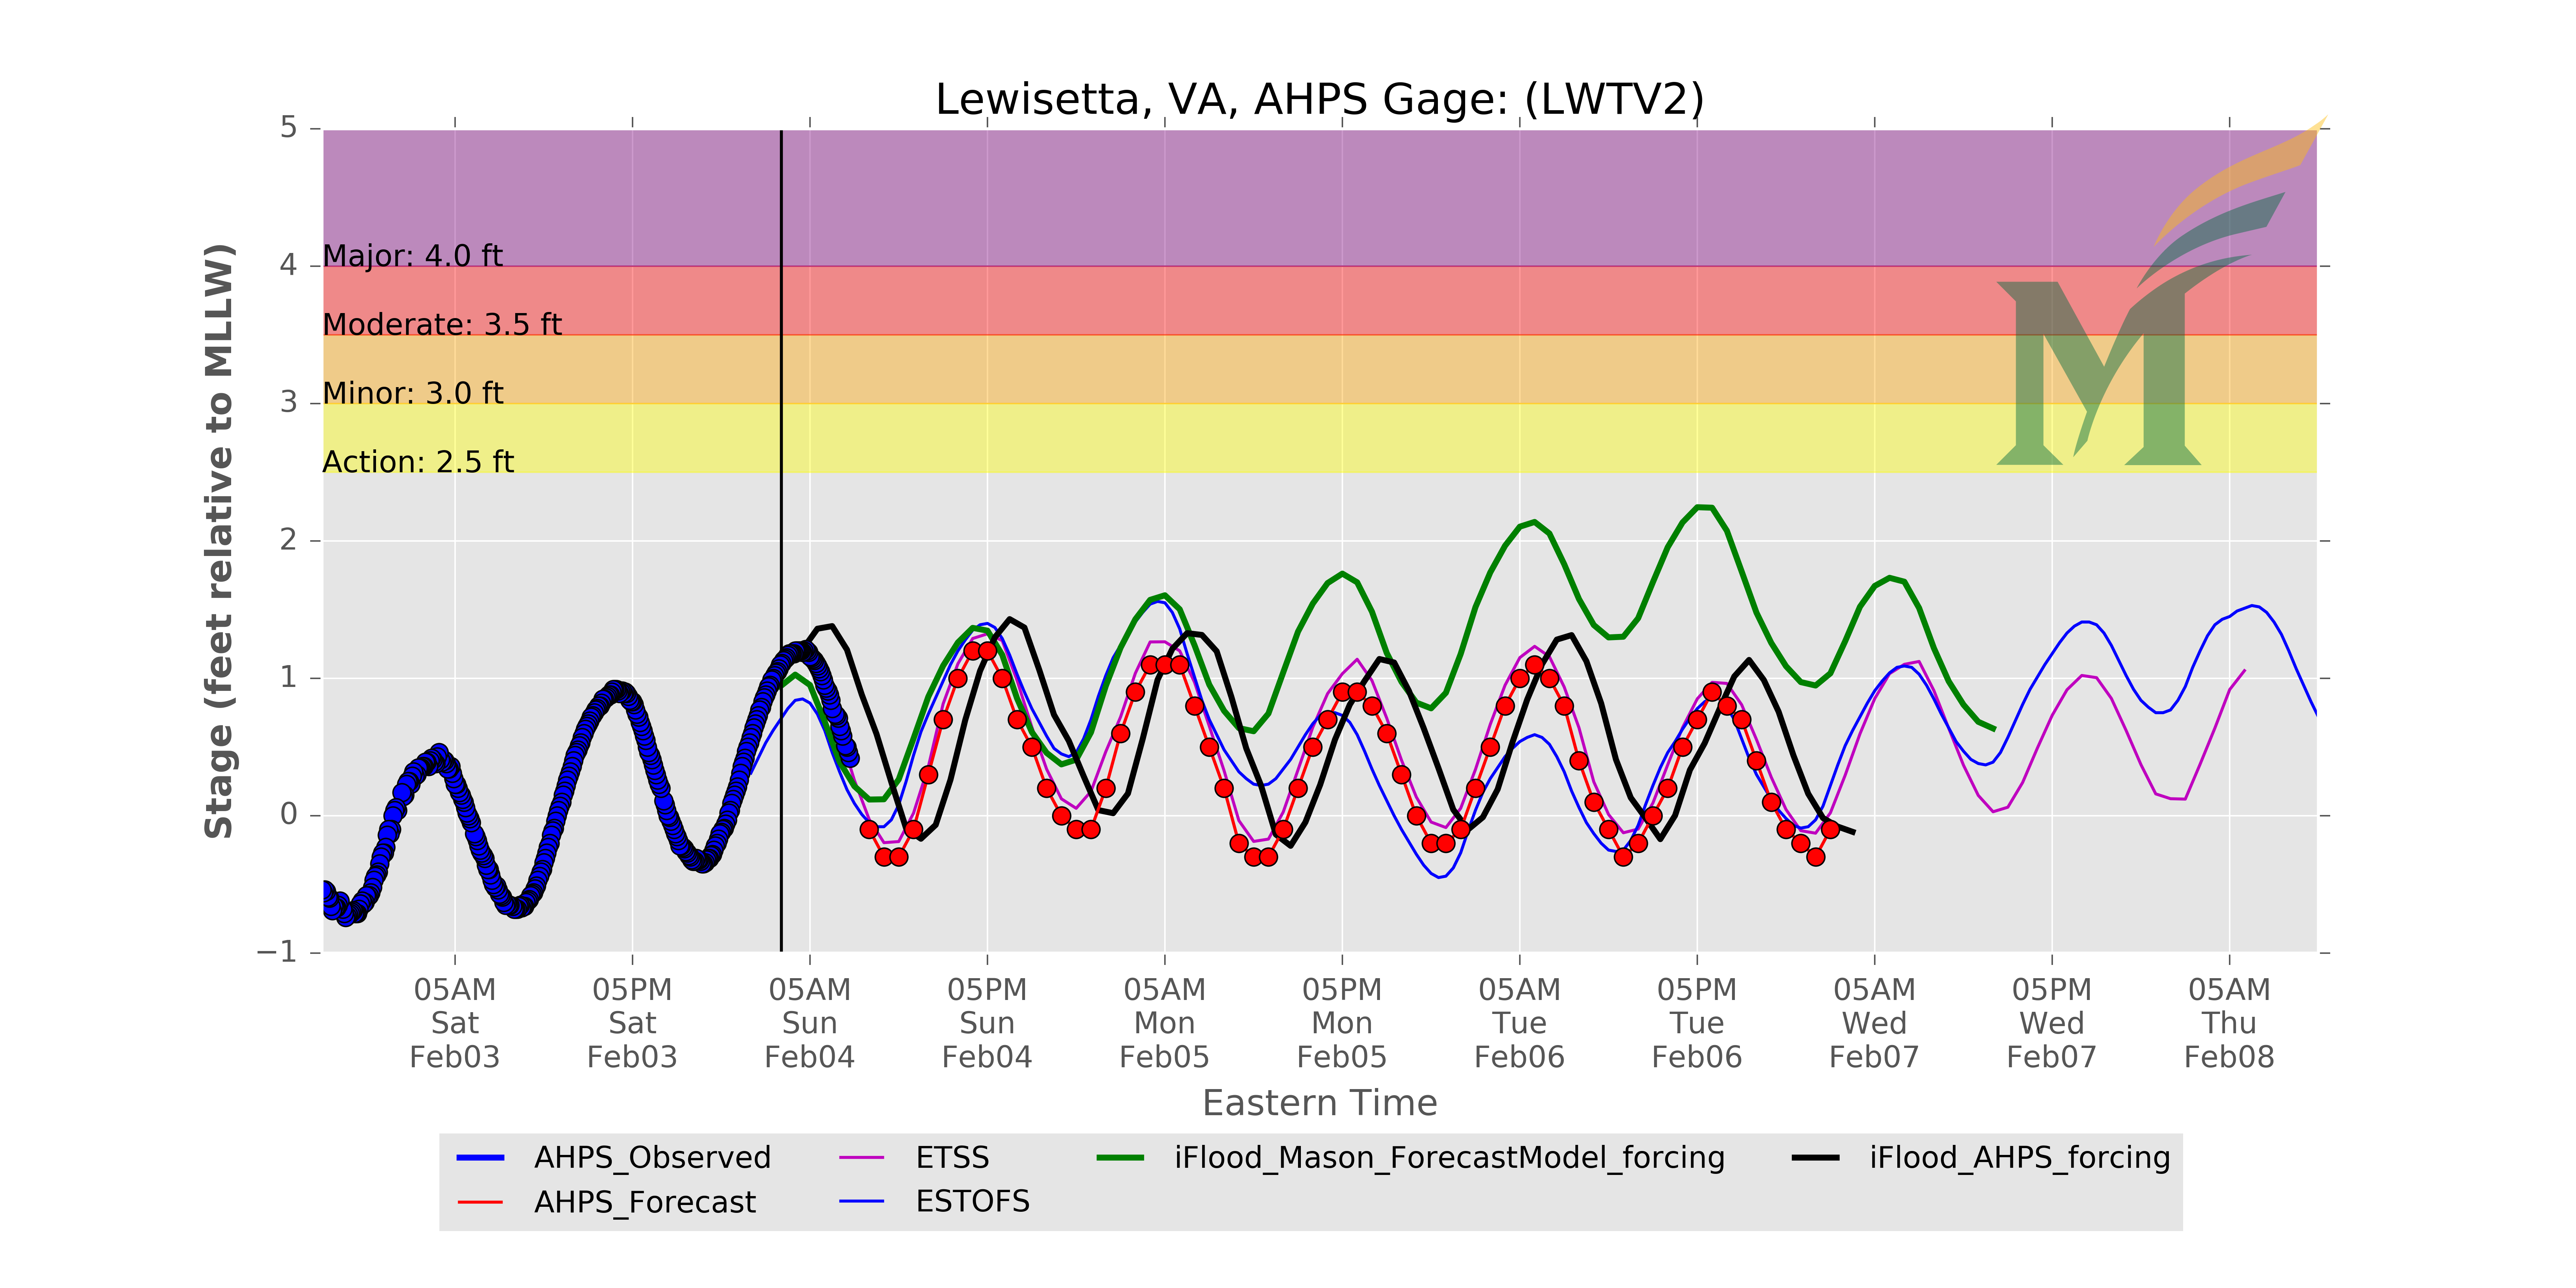 Lewisetta, VA, AHPS Gage: (LWTV2)
Stage (feet relative to MLLW)
5
4
3
2
1
0
−1
Major: 4.0 ft
Moderate: 3.5 ft
Minor: 3.0 ft
Action: 2.5 ft
M
05AM 05PM 05AM 05PM 05AM 05PM 05AM 05PM 05AM 05PM 05AM
Sat Sat Sun Sun Mon Mon Tue Tue Wed Wed Thu
Feb03 Feb03 Feb04 Feb04 Feb05 Feb05 Feb06 Feb06 Feb07 Feb07 Feb08
Eastern Time
AHPS_Observed ETSS iFlood_Mason_ForecastModel_forcing iFlood_AHPS_forcing
AHPS_Forecast ESTOFS